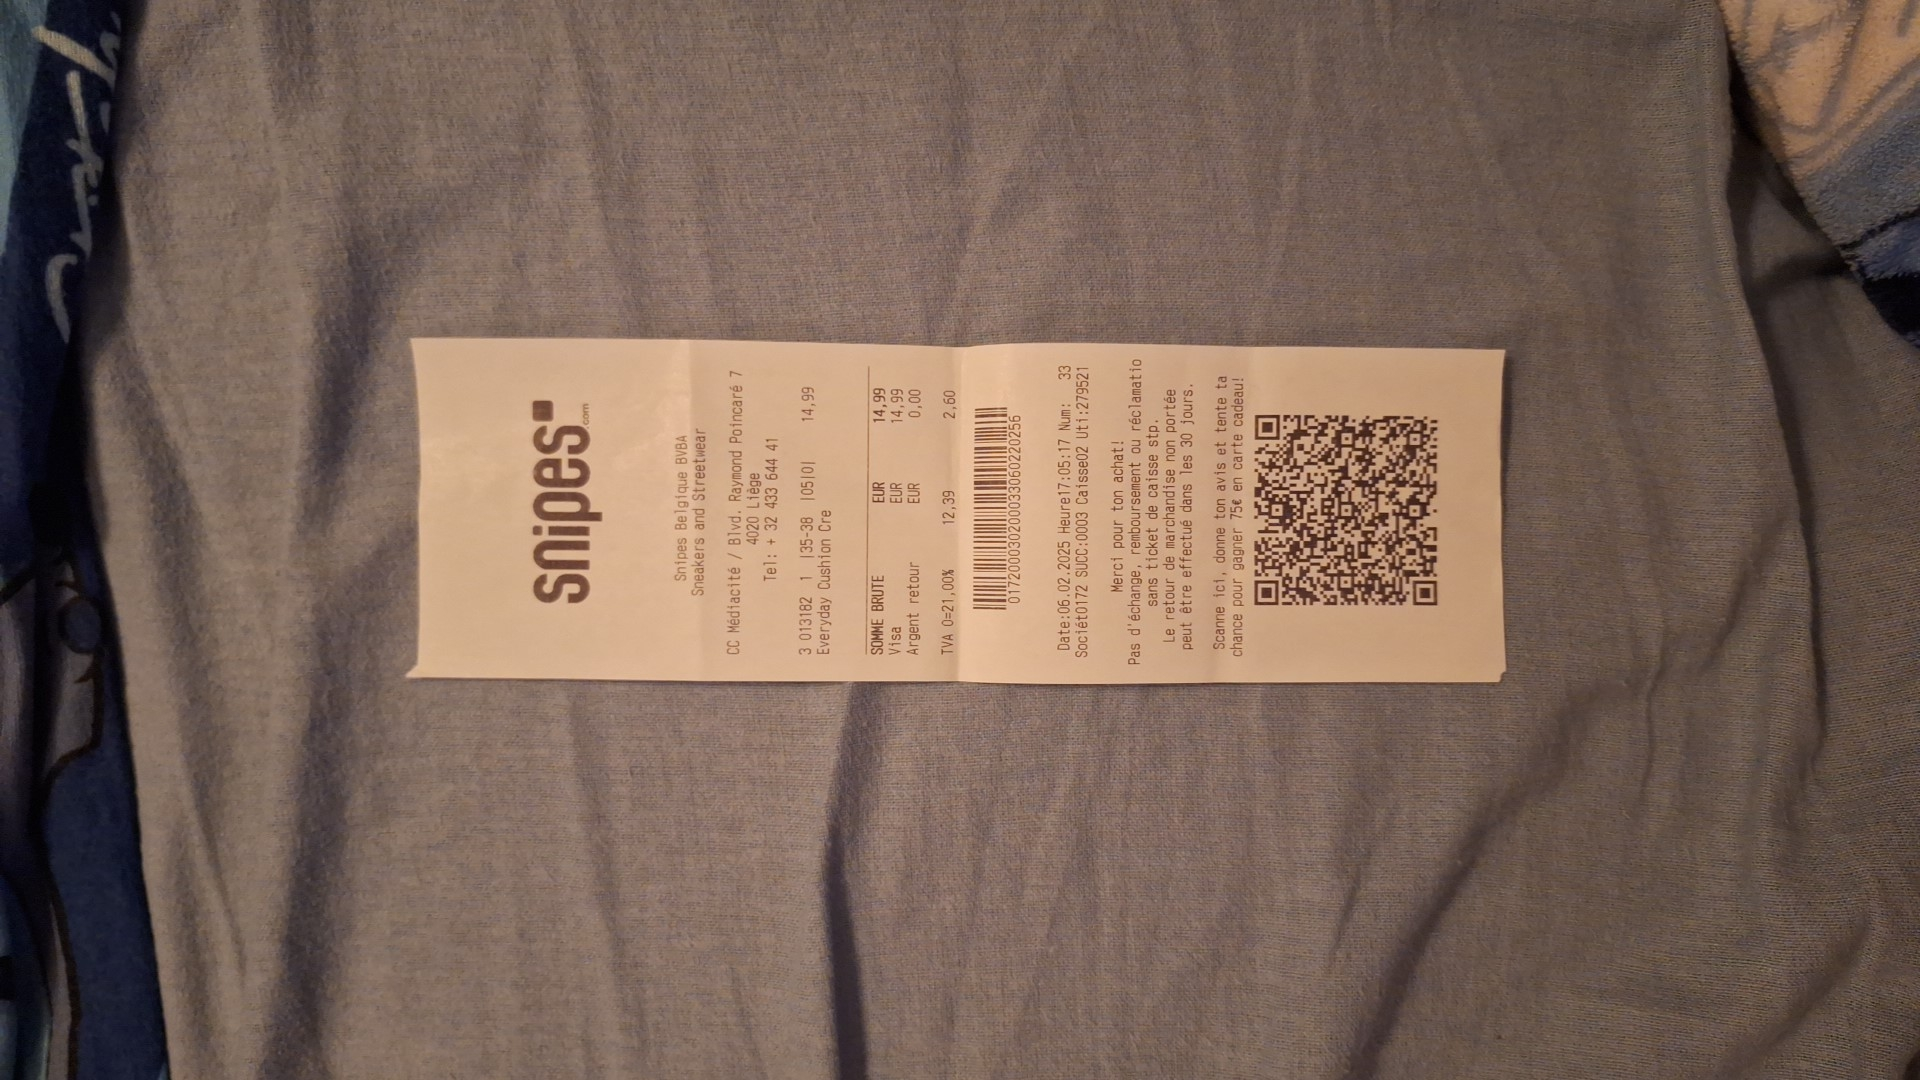 snipes
.com
Snipes Belgique BVBA
Sneakers and Streetwear
CC Médiacité / Blvd. Raymond Poincaré 7
4020 Liège
Tel: + 32 433 644 41
3 013182 1 |35-38 |05|0| 14,99
Everyday Cushion Cre
SOMME BRUTE EUR 14,99
Visa EUR 14,99
Argent retour EUR 0,00
TVA 0=21,00% 12,39 2,60
01720003020003306022025​6
Date:06.02.2025 Heure17:05:17 Num: 33
Sociét0172 SUCC:0003 Caisse02 Uti:279521
Merci pour ton achat!
Pas d'échange, remboursement ou réclamatio
sans ticket de caisse stp.
Le retour de marchandise non portée
peut être effectué dans les 30 jours.
Scanne ici, donne ton avis et tente ta
chance pour gagner 75€ en carte cadeau!